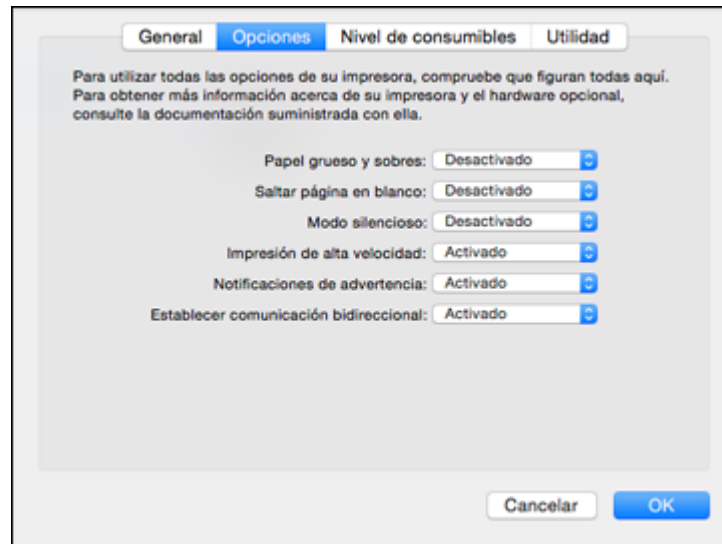 General Opciones Nivel de consumibles Utilidad
Para utilizar todas las opciones de su impresora, compruebe que figuran todas aquí.
Para obtener más información acerca de su impresora y el hardware opcional,
consulte la documentación suministrada con ella.
Papel grueso y sobres: Desactivado
Saltar página en blanco: Desactivado
Modo silencioso: Desactivado
Impresión de alta velocidad: Activado
Notificaciones de advertencia: Activado
Establecer comunicación bidireccional: Activado
Cancelar OK